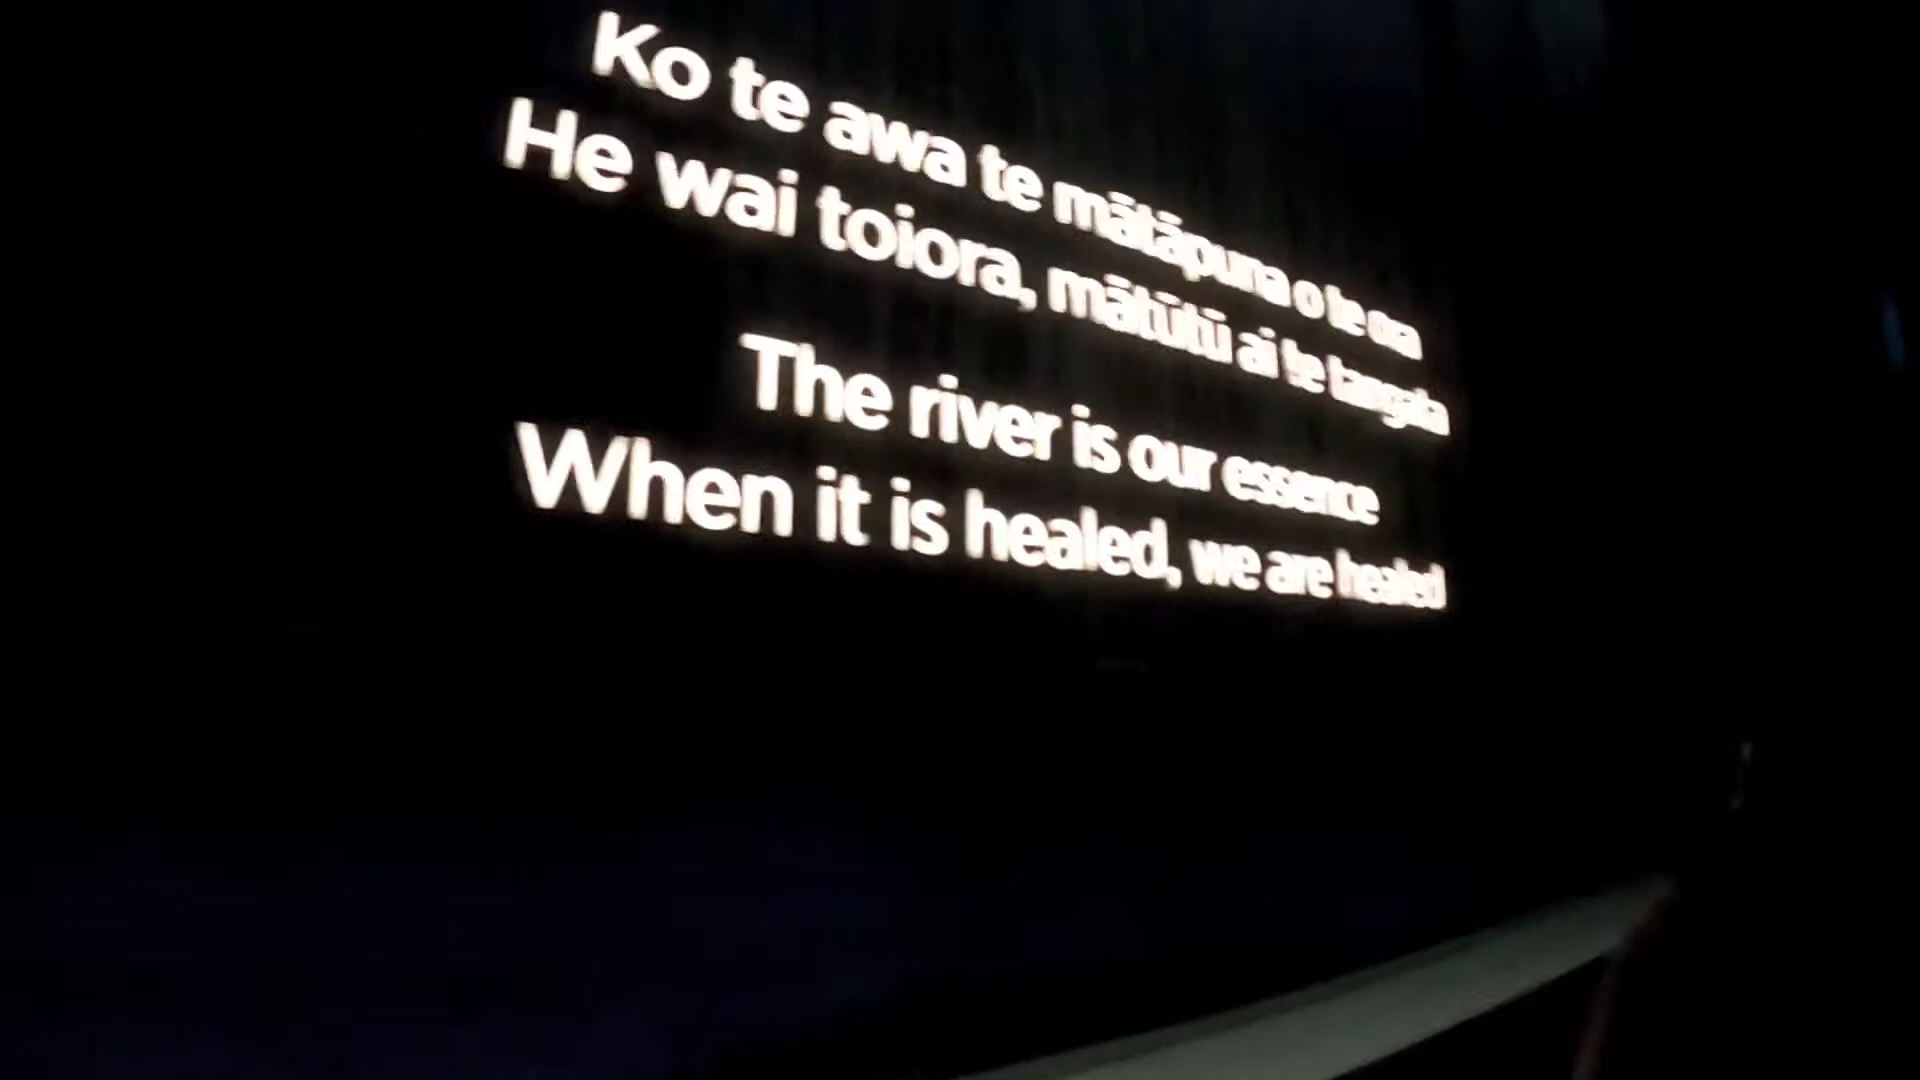 Ko te awa te mātāpuna o te ora
He wai toiora, mātūtū ai te tangata
The river is our essence
When it is healed, we are healed